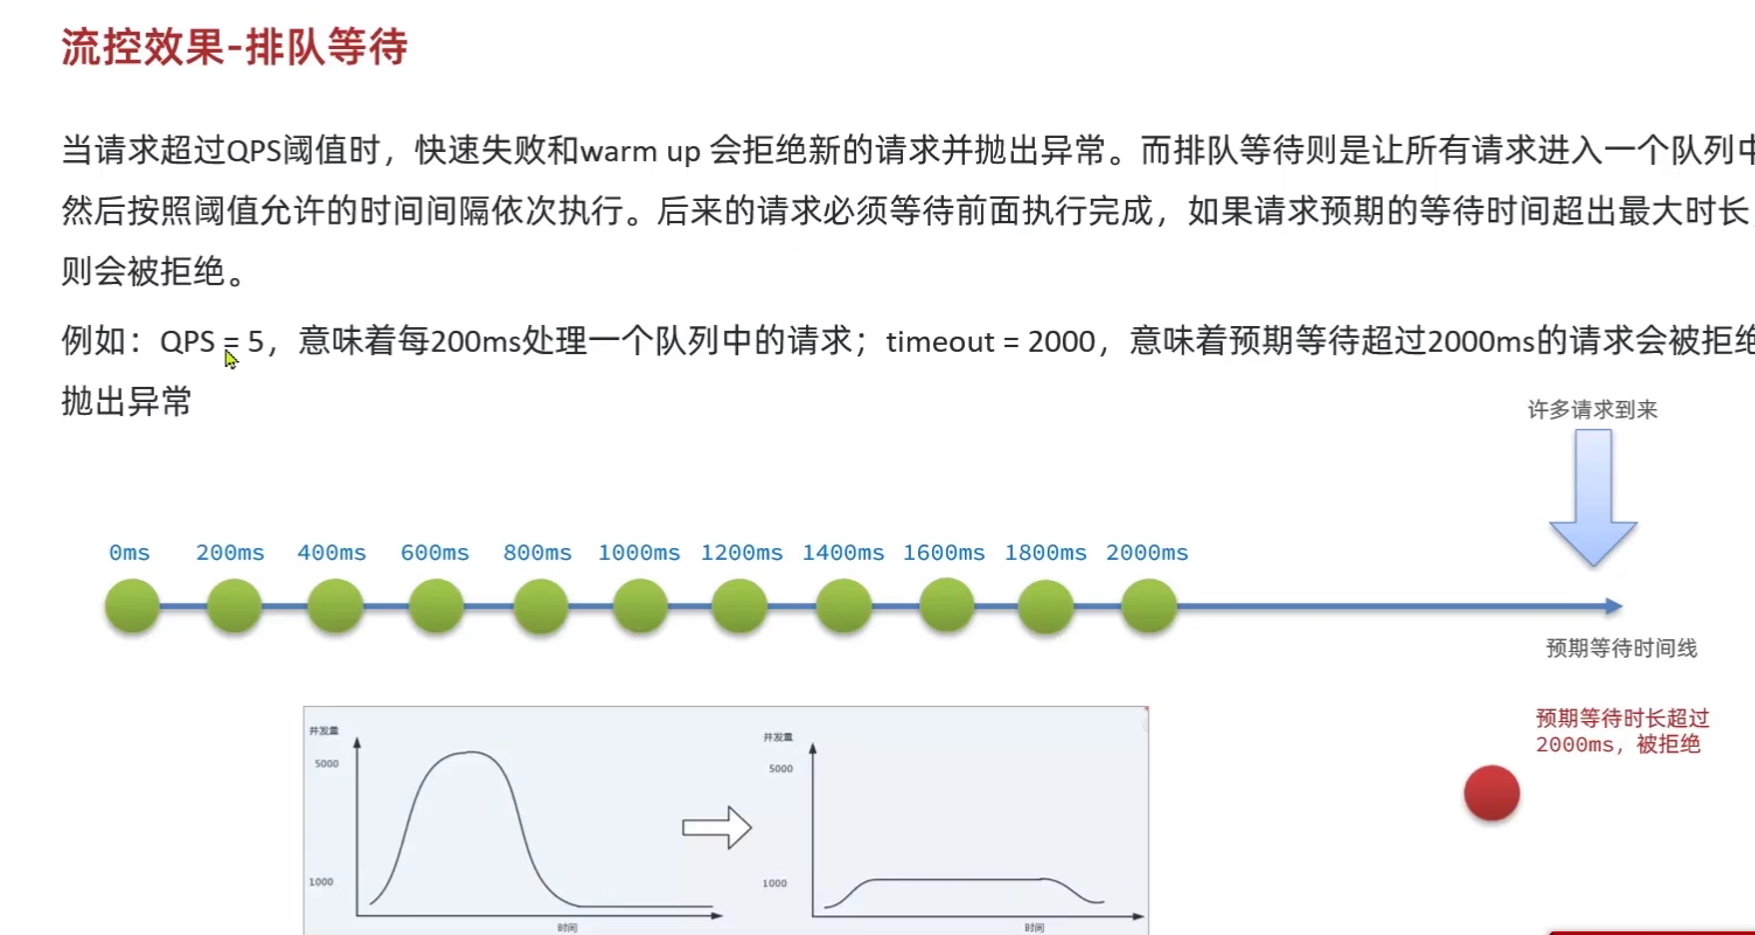 流控效果-排队等待
当请求超过QPS阈值时，快速失败和warm up 会拒绝新的请求并抛出异常。而排队等待则是让所有请求进入一个队列中
然后按照阈值允许的时间间隔依次执行。后来的请求必须等待前面执行完成，如果请求预期的等待时间超出最大时长，
则会被拒绝。
例如：QPS = 5，意味着每200ms处理一个队列中的请求；timeout = 2000，意味着预期等待超过2000ms的请求会被拒绝
抛出异常
许多请求到来
0ms 200ms 400ms 600ms 800ms 1000ms 1200ms 1400ms 1600ms 1800ms 2000ms
预期等待时间线
预期等待时长超过
2000ms，被拒绝
并发量
5000
1000
时间
并发量
5000
1000
时间